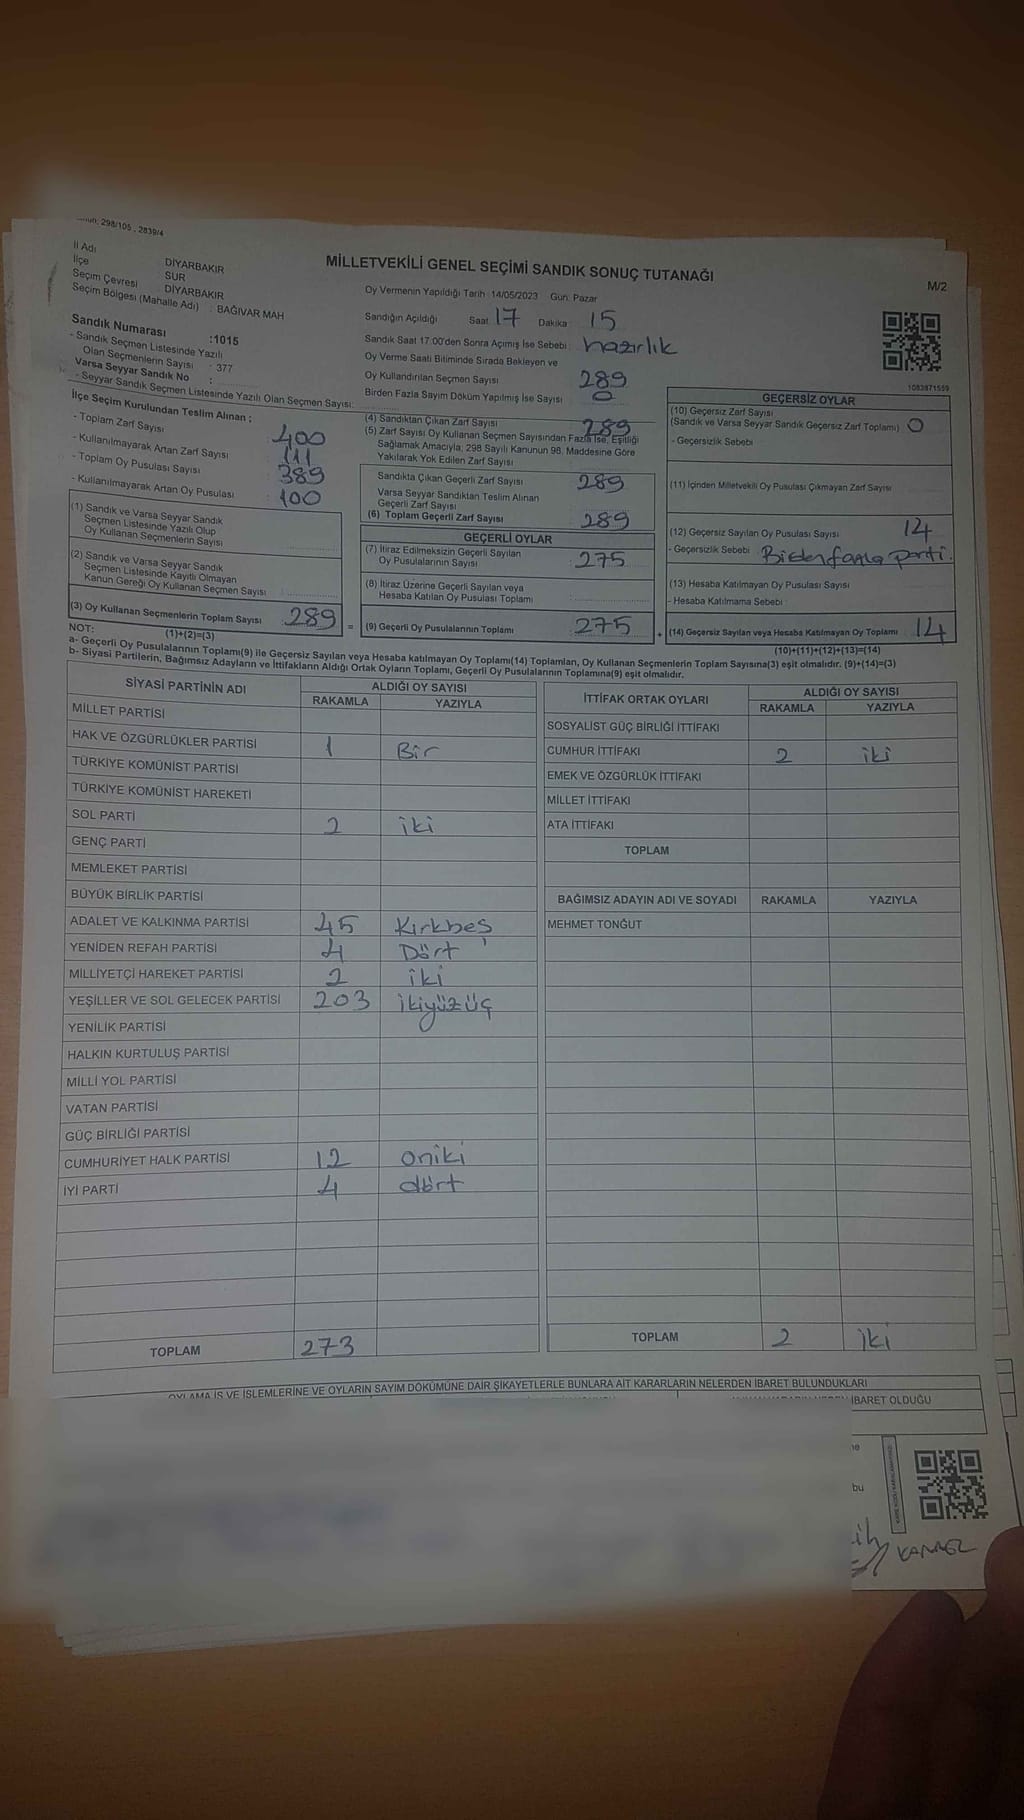 298/105 , 2839/4
İl Adı DİYARBAKIR
İlçe SUR
Seçim Çevresi DİYARBAKIR
Seçim Bölgesi (Mahalle Adı) : BAĞIVAR MAH
MİLLETVEKİLİ GENEL SEÇİMİ SANDIK SONUÇ TUTANAĞI
M/2
Oy Vermenin Yapıldığı Tarih : 14/05/2023 Gün: Pazar
Sandığın Açıldığı Saat 17 Dakika 15
Sandık Saat 17.00'den Sonra Açımış İse Sebebi : hazırlık
Oy Verme Saati Bitiminde Sırada Bekleyen ve
Oy Kullandırılan Seçmen Sayısı 289
Birden Fazla Sayım Döküm Yapılmış İse Sayısı 0
1083871559
Sandık Numarası :1015
- Sandık Seçmen Listesinde Yazılı
Olan Seçmenlerin Sayısı : 377
Varsa Seyyar Sandık No :
- Seyyar Sandık Seçmen Listesinde Yazılı Olan Seçmen Sayısı:
İlçe Seçim Kurulundan Teslim Alınan :
- Toplam Zarf Sayısı : 400
- Kullanılmayarak Artan Zarf Sayısı : 111
- Toplam Oy Pusulası Sayısı : 389
- Kullanılmayarak Artan Oy Pusulası : 100
(1) Sandık ve Varsa Seyyar Sandık
Seçmen Listesinde Yazılı Olup
Oy Kullanan Seçmenlerin Sayısı
(2) Sandık ve Varsa Seyyar Sandık
Seçmen Listesinde Kayıtlı Olmayan
Kanun Gereği Oy Kullanan Seçmen Sayısı
(3) Oy Kullanan Seçmenlerin Toplam Sayısı 289 =
(1)+(2)=(3)
(4) Sandıktan Çıkan Zarf Sayısı 289
(5) Zarf Sayısı Oy Kullanan Seçmen Sayısından Fazla İse, Eşitliği
Sağlamak Amacıyla, 298 Sayılı Kanunun 98. Maddesine Göre
Yakılarak Yok Edilen Zarf Sayısı
Sandıkta Çıkan Geçerli Zarf Sayısı 289
Varsa Seyyar Sandıktan Teslim Alınan
Geçerli Zarf Sayısı
(6) Toplam Geçerli Zarf Sayısı 289
GEÇERLİ OYLAR
(7) İtiraz Edilmeksizin Geçerli Sayılan
Oy Pusulalarının Sayısı 275
(8) İtiraz Üzerine Geçerli Sayılan veya
Hesaba Katılan Oy Pusulası Toplamı
(9) Geçerli Oy Pusulalarının Toplamı 275 +
GEÇERSİZ OYLAR
(10) Geçersiz Zarf Sayısı
(Sandık ve Varsa Seyyar Sandık Geçersiz Zarf Toplamı) 0
- Geçersizlik Sebebi
(11) İçinden Milletvekili Oy Pusulası Çıkmayan Zarf Sayısı
(12) Geçersiz Sayılan Oy Pusulası Sayısı 14
- Geçersizlik Sebebi : Birden fazla parti.
(13) Hesaba Katılmayan Oy Pusulası Sayısı
- Hesaba Katılmama Sebebi
(14) Geçersiz Sayılan veya Hesaba Katılmayan Oy Toplamı 14
(10)+(11)+(12)+(13)=(14)
NOT:
a- Geçerli Oy Pusulalarının Toplamı(9) ile Geçersiz Sayılan veya Hesaba katılmayan Oy Toplamı(14) Toplamları, Oy Kullanan Seçmenlerin Toplam Sayısına(3) eşit olmalıdır. (9)+(14)=(3)
b- Siyasi Partilerin, Bağımsız Adayların ve İttifakların Aldığı Ortak Oyların Toplamı, Geçerli Oy Pusulalarının Toplamına(9) eşit olmalıdır.
SİYASİ PARTİNİN ADI ALDIĞI OY SAYISI
RAKAMLA YAZIYLA
MİLLET PARTİSİ
HAK VE ÖZGÜRLÜKLER PARTİSİ 1 Bir
TÜRKİYE KOMÜNİST PARTİSİ
TÜRKİYE KOMÜNİST HAREKETİ
SOL PARTİ 2 iki
GENÇ PARTİ
MEMLEKET PARTİSİ
BÜYÜK BİRLİK PARTİSİ
ADALET VE KALKINMA PARTİSİ 45 Kırkbeş
YENİDEN REFAH PARTİSİ 4 Dört
MİLLİYETÇİ HAREKET PARTİSİ 2 iki
YEŞİLLER VE SOL GELECEK PARTİSİ 203 ikiyüzüç
YENİLİK PARTİSİ
HALKIN KURTULUŞ PARTİSİ
MİLLİ YOL PARTİSİ
VATAN PARTİSİ
GÜÇ BİRLİĞİ PARTİSİ
CUMHURİYET HALK PARTİSİ 12 oniki
İYİ PARTİ 4 dört
TOPLAM 273
İTTİFAK ORTAK OYLARI ALDIĞI OY SAYISI
RAKAMLA YAZIYLA
SOSYALİST GÜÇ BİRLİĞİ İTTİFAKI
CUMHUR İTTİFAKI 2 iki
EMEK VE ÖZGÜRLÜK İTTİFAKI
MİLLET İTTİFAKI
ATA İTTİFAKI
TOPLAM
BAĞIMSIZ ADAYIN ADI VE SOYADI RAKAMLA YAZIYLA
MEHMET TONĞUT
TOPLAM 2 iki
OYLAMA İŞ VE İŞLEMLERİNE VE OYLARIN SAYIM DÖKÜMÜNE DAİR ŞİKAYETLERLE BUNLARA AİT KARARLARIN NELERDEN İBARET BULUNDUKLARI
İBARET OLDUĞU
bu